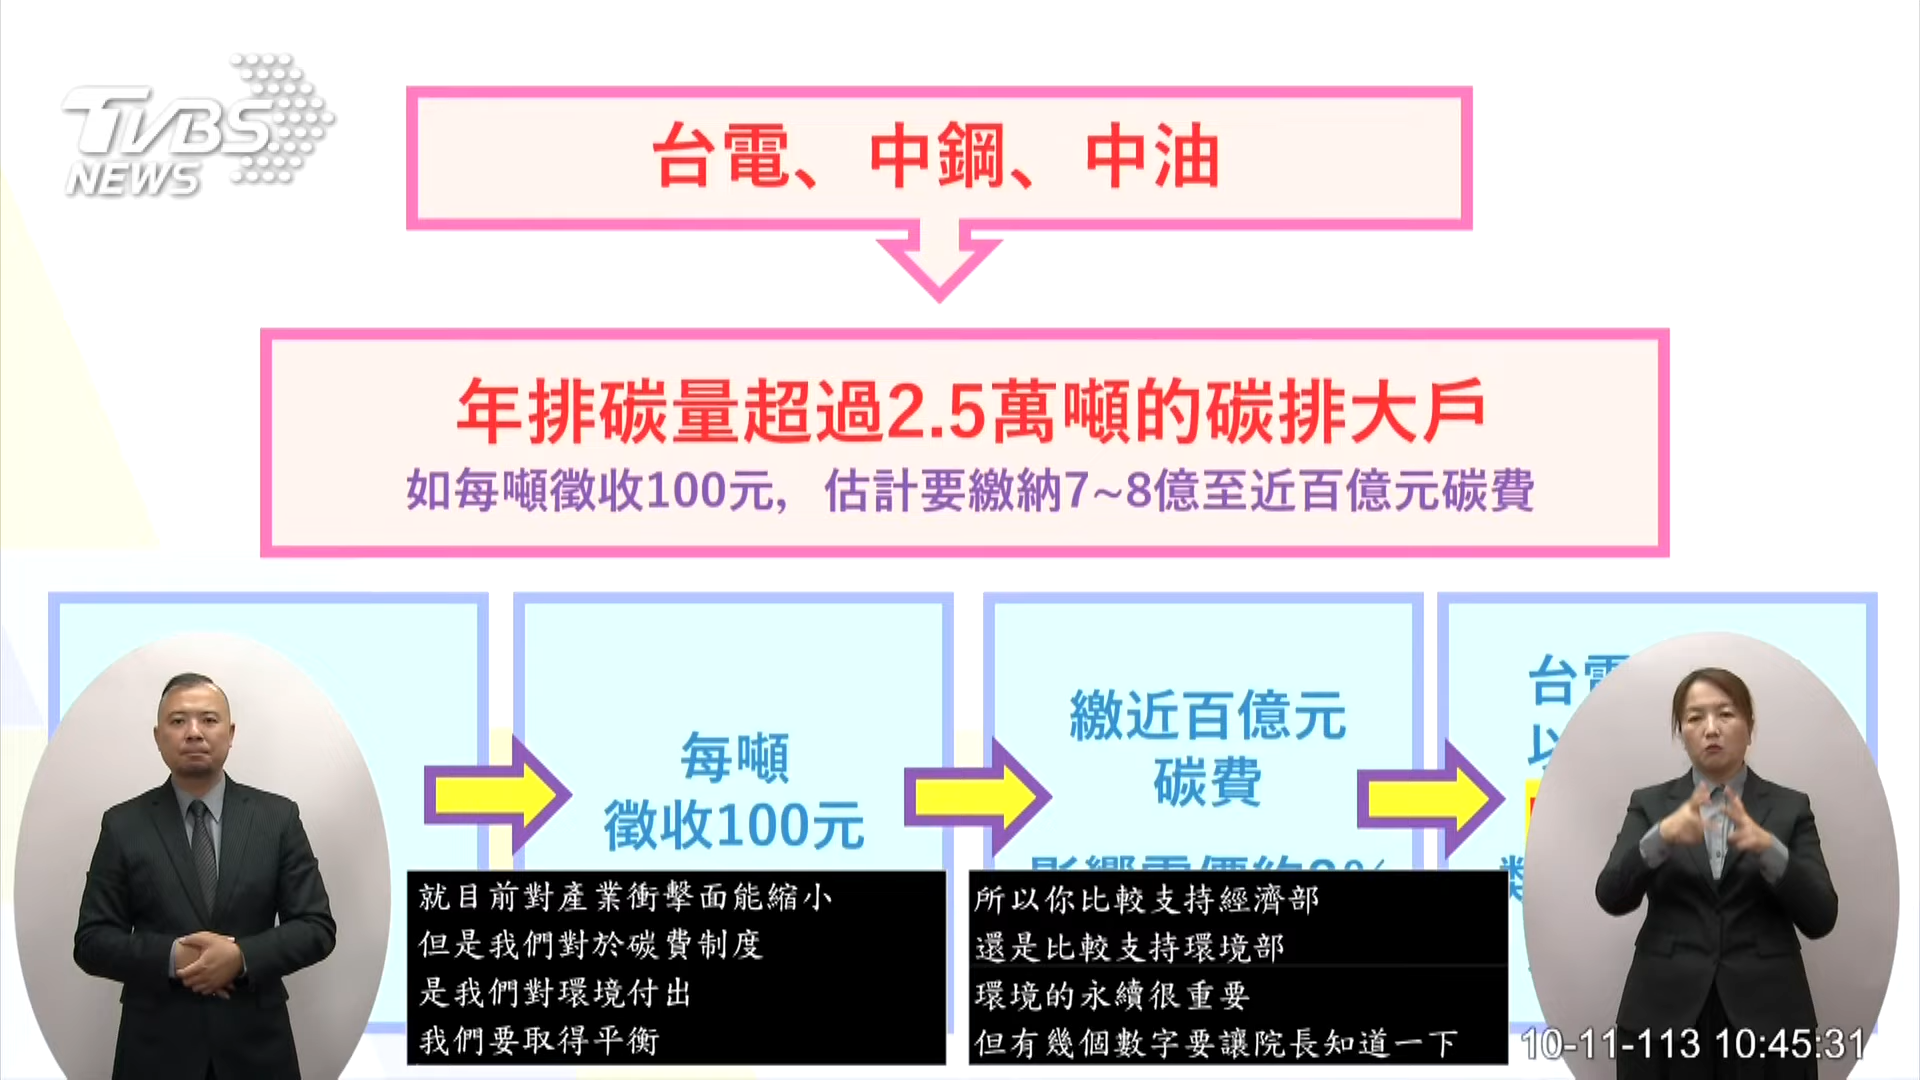 TVBS
NEWS
台電、中鋼、中油
年排碳量超過2.5萬噸的碳排大戶
如每噸徵收100元，估計要繳納7~8億至近百億元碳費
每噸
徵收100元
繳近百億元
碳費
台電
就目前對產業衝擊面能縮小
但是我們對於碳費制度
是我們對環境付出
我們要取得平衡
所以你比較支持經濟部
還是比較支持環境部
環境的永續很重要
但有幾個數字要讓院長知道一下
10-11-113 10:45:31